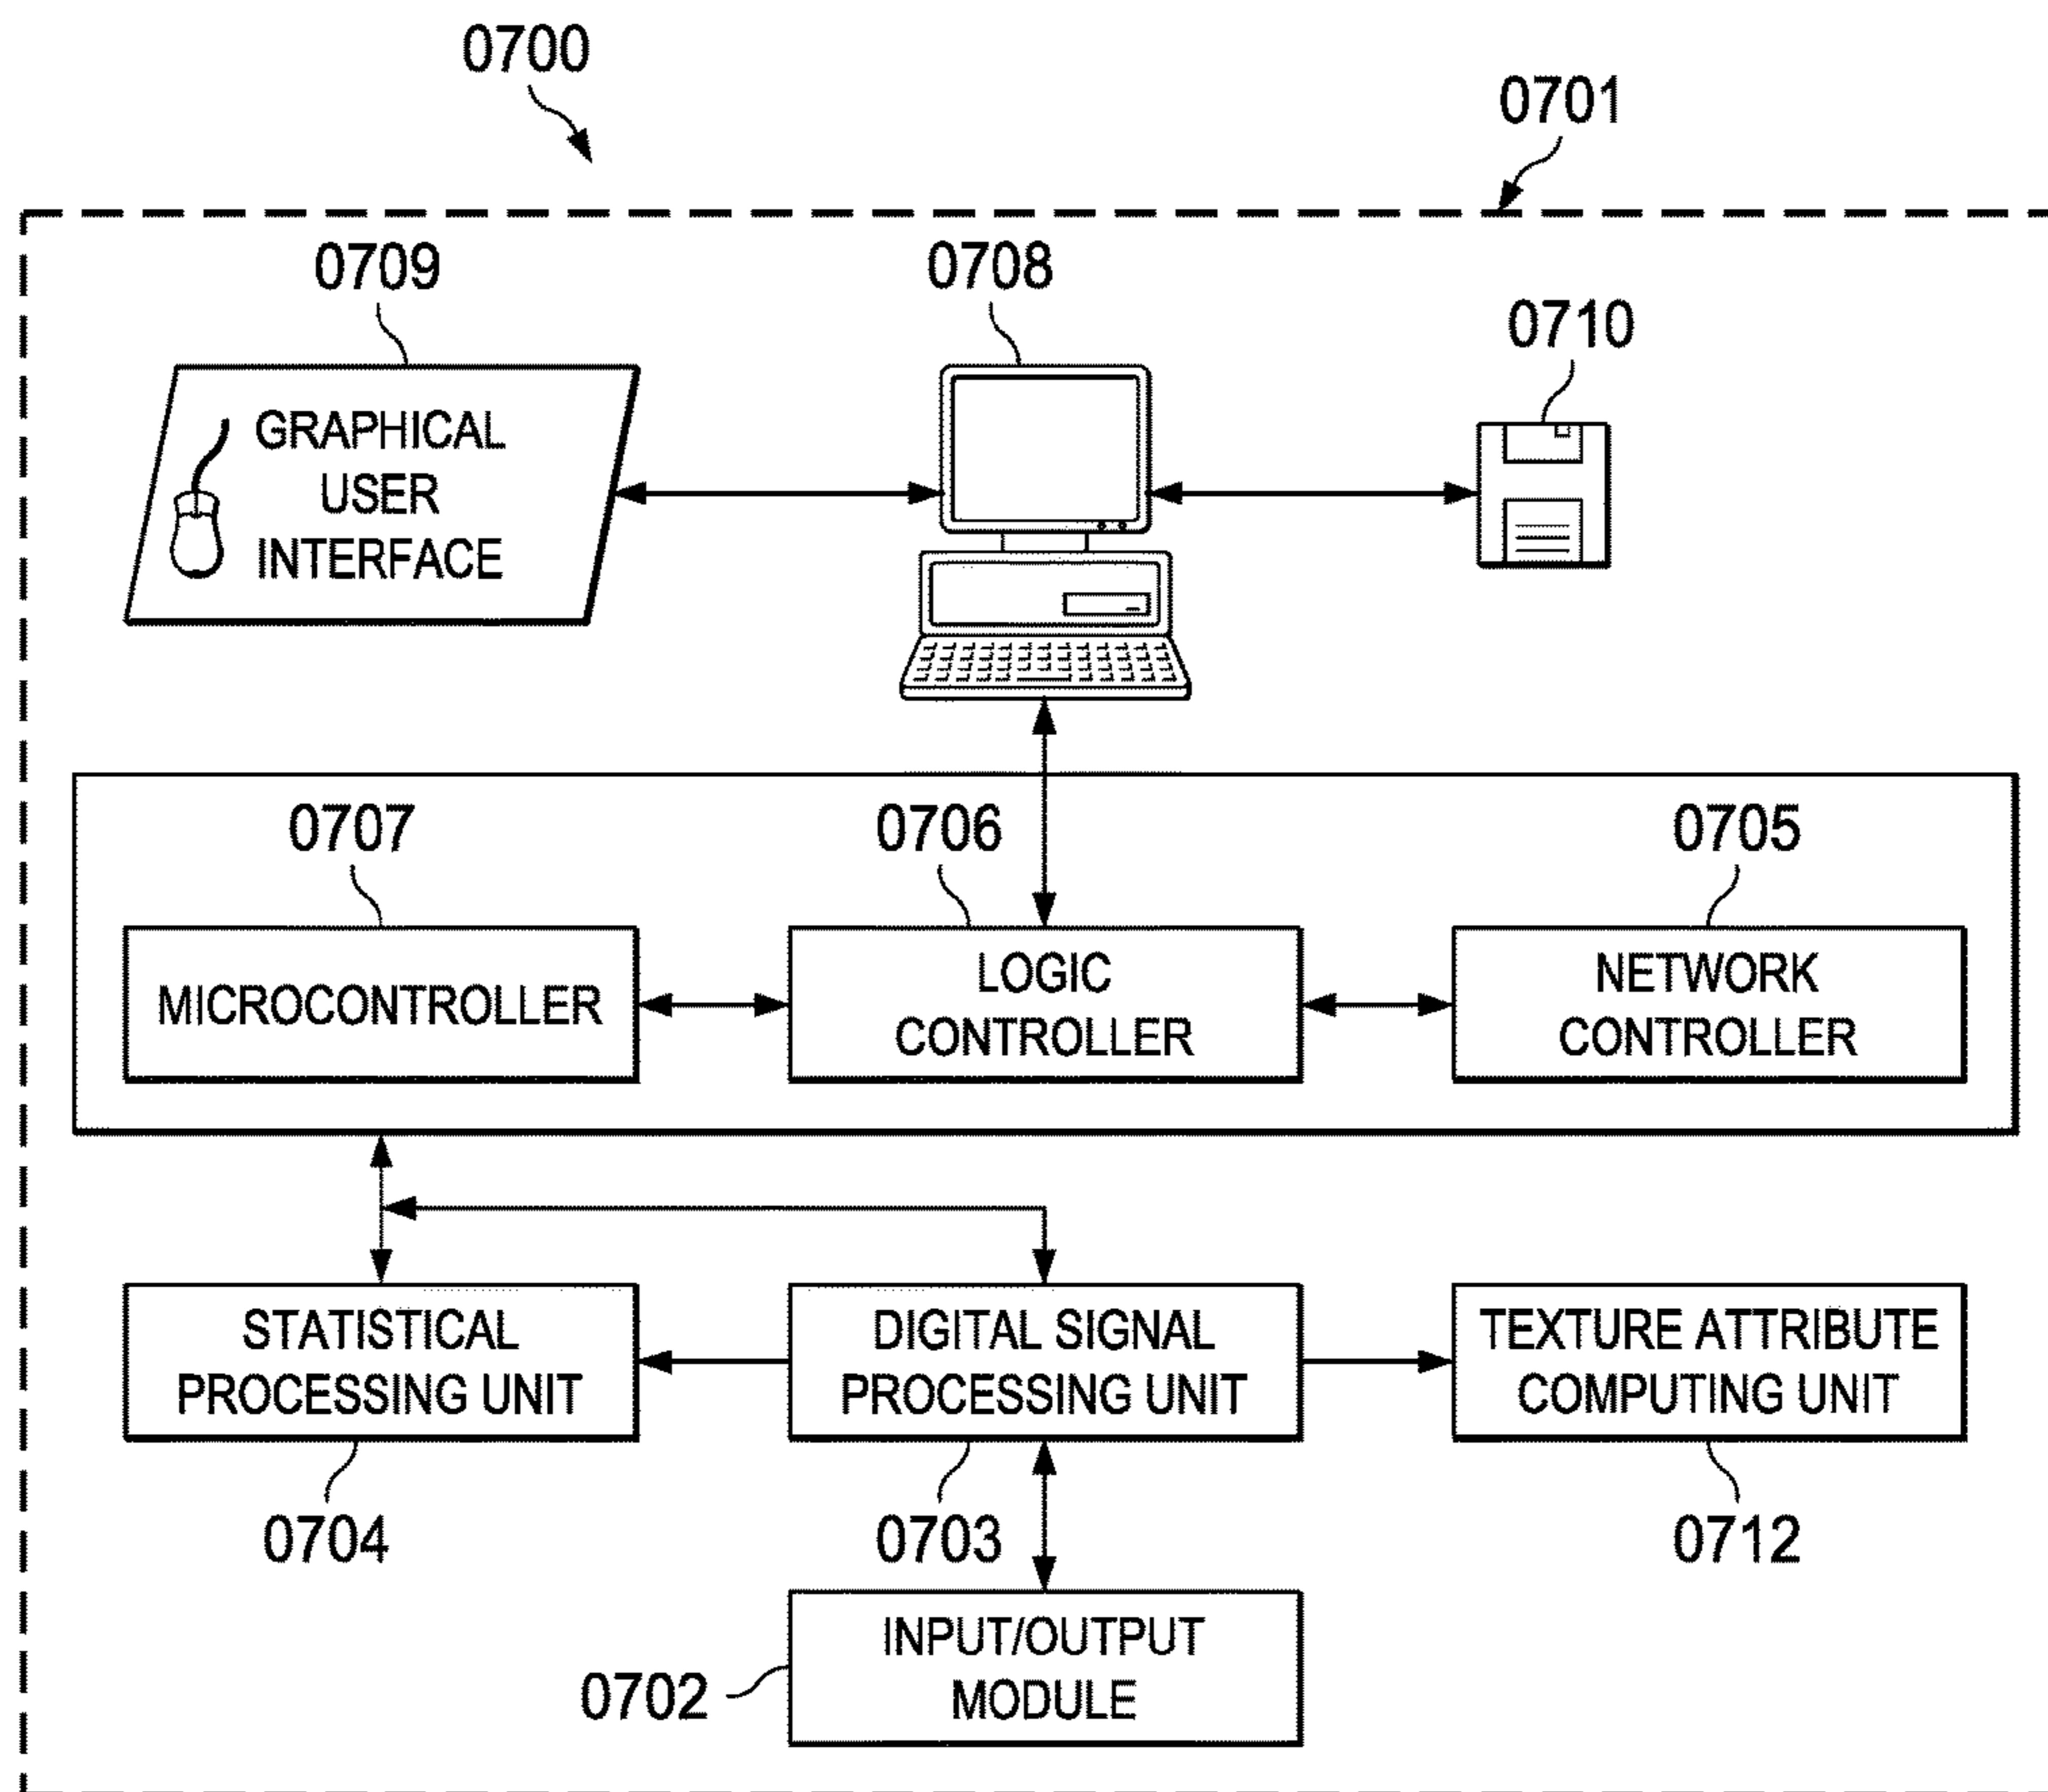 0700
0701
0709
0708
0710
GRAPHICAL
USER
INTERFACE
0707
0706
0705
MICROCONTROLLER
LOGIC
CONTROLLER
NETWORK
CONTROLLER
STATISTICAL
PROCESSING UNIT
DIGITAL SIGNAL
PROCESSING UNIT
TEXTURE ATTRIBUTE
COMPUTING UNIT
0704
0703
0712
INPUT/OUTPUT
MODULE
0702